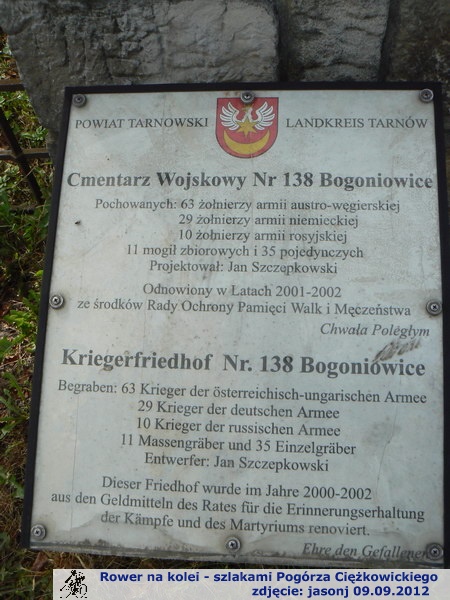 POWIAT TARNOWSKI LANDKREIS TARNÓW
Cmentarz Wojskowy Nr 138 Bogoniowice
Pochowanych: 63 żołnierzy armii austro-węgierskiej
29 żołnierzy armii niemieckiej
10 żołnierzy armii rosyjskiej
11 mogił zbiorowych i 35 pojedynczych
Projektował: Jan Szczepkowski
Odnowiony w Latach 2001-2002
ze środków Rady Ochrony Pamięci Walk i Męczeństwa
Chwała Poległym
Kriegerfriedhof Nr. 138 Bogoniowice
Begraben: 63 Krieger der österreichisch-ungarischen Armee
29 Krieger der deutschen Armee
10 Krieger der russischen Armee
11 Massengräber und 35 Einzelgräber
Entwerfer: Jan Szczepkowski
Dieser Friedhof wurde im Jahre 2000-2002
aus den Geldmitteln des Rates für die Erinnerungserhaltung
der Kämpfe und des Martyriums renoviert.
Ehre den Gefallenen
Rower na kolei - szlakami Pogórza Ciężkowickiego
zdjęcie: jasonj 09.09.2012